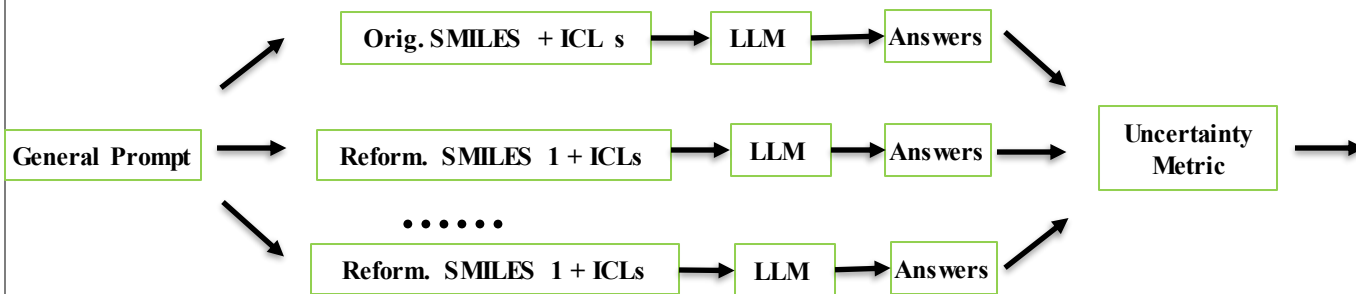 Orig. SMILES + ICL s
LLM
Answers
General Prompt
Reform. SMILES 1 + ICLs
LLM
Answers
Uncertainty
Metric
......
Reform. SMILES 1 + ICLs
LLM
Answers